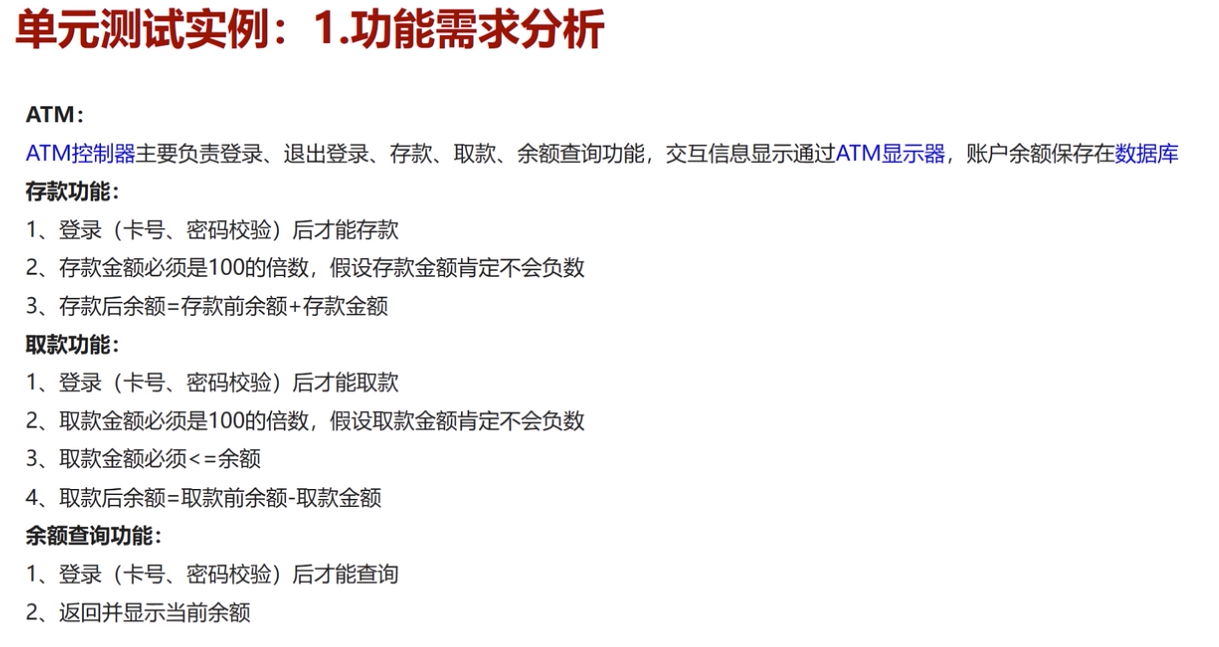 单元测试实例：1.功能需求分析
ATM：
ATM控制器主要负责登录、退出登录、存款、取款、余额查询功能，交互信息显示通过ATM显示器，账户余额保存在数据库
存款功能：
1、登录（卡号、密码校验）后才能存款
2、存款金额必须是100的倍数，假设存款金额肯定不会负数
3、存款后余额=存款前余额+存款金额
取款功能：
1、登录（卡号、密码校验）后才能取款
2、取款金额必须是100的倍数，假设取款金额肯定不会负数
3、取款金额必须<=余额
4、取款后余额=取款前余额-取款金额
余额查询功能：
1、登录（卡号、密码校验）后才能查询
2、返回并显示当前余额